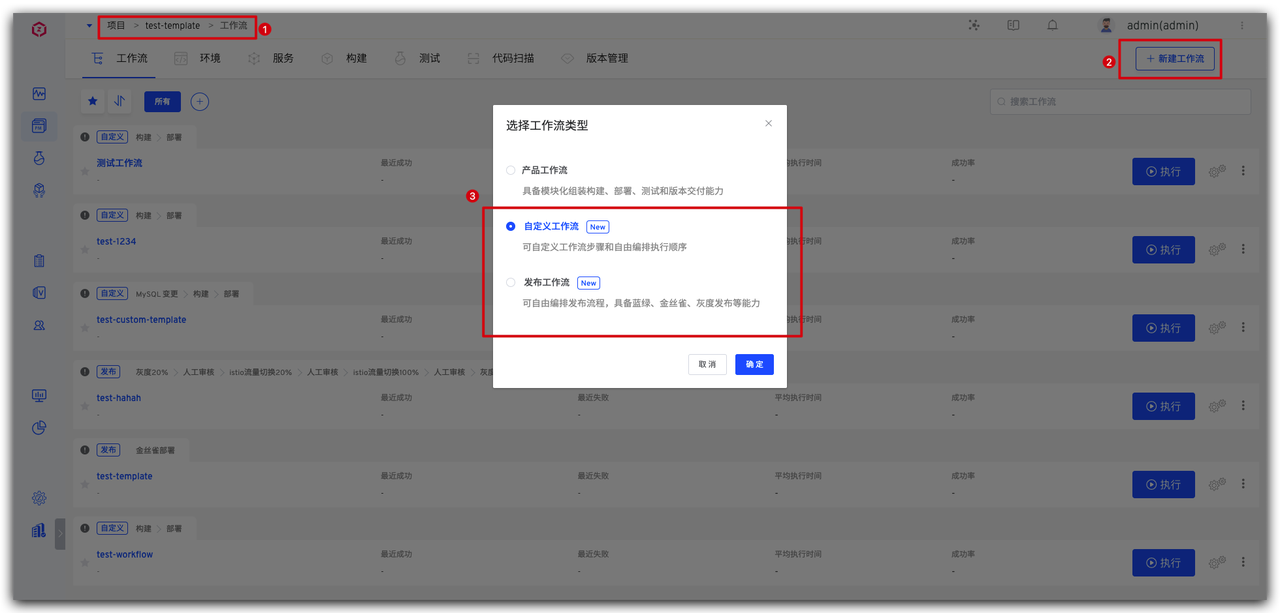 项目 > test-template > 工作流
1
admin(admin)
工作流
环境
服务
构建
测试
代码扫描
版本管理
2
+ 新建工作流
所有
搜索工作流
选择工作流类型
产品工作流
具备模块化组装构建、部署、测试和版本交付能力
3
自定义工作流 New
可自定义工作流步骤和自由编排执行顺序
发布工作流 New
可自由编排发布流程，具备蓝绿、金丝雀、灰度发布等能力
取消
确定
自定义 构建 > 部署
测试工作流
-
最近成功
-
执行时间
-
成功率
-
执行
自定义 构建 > 部署
test-1234
-
最近成功
-
成功率
-
执行
自定义 MySQL 变更 > 构建 > 部署
test-custom-template
-
最近成功
-
执行时间
-
成功率
-
执行
发布 灰度20% > 人工审核 > istio流量切换20% > 人工审核 > istio流量切换100% > 人工审核 > 灰度
test-hahah
-
最近成功
-
最近失败
-
平均执行时间
-
成功率
-
执行
发布 金丝雀部署
test-template
-
最近成功
-
最近失败
-
平均执行时间
-
成功率
-
执行
自定义 构建 > 部署
test-workflow
-
最近成功
-
最近失败
-
平均执行时间
-
成功率
-
执行